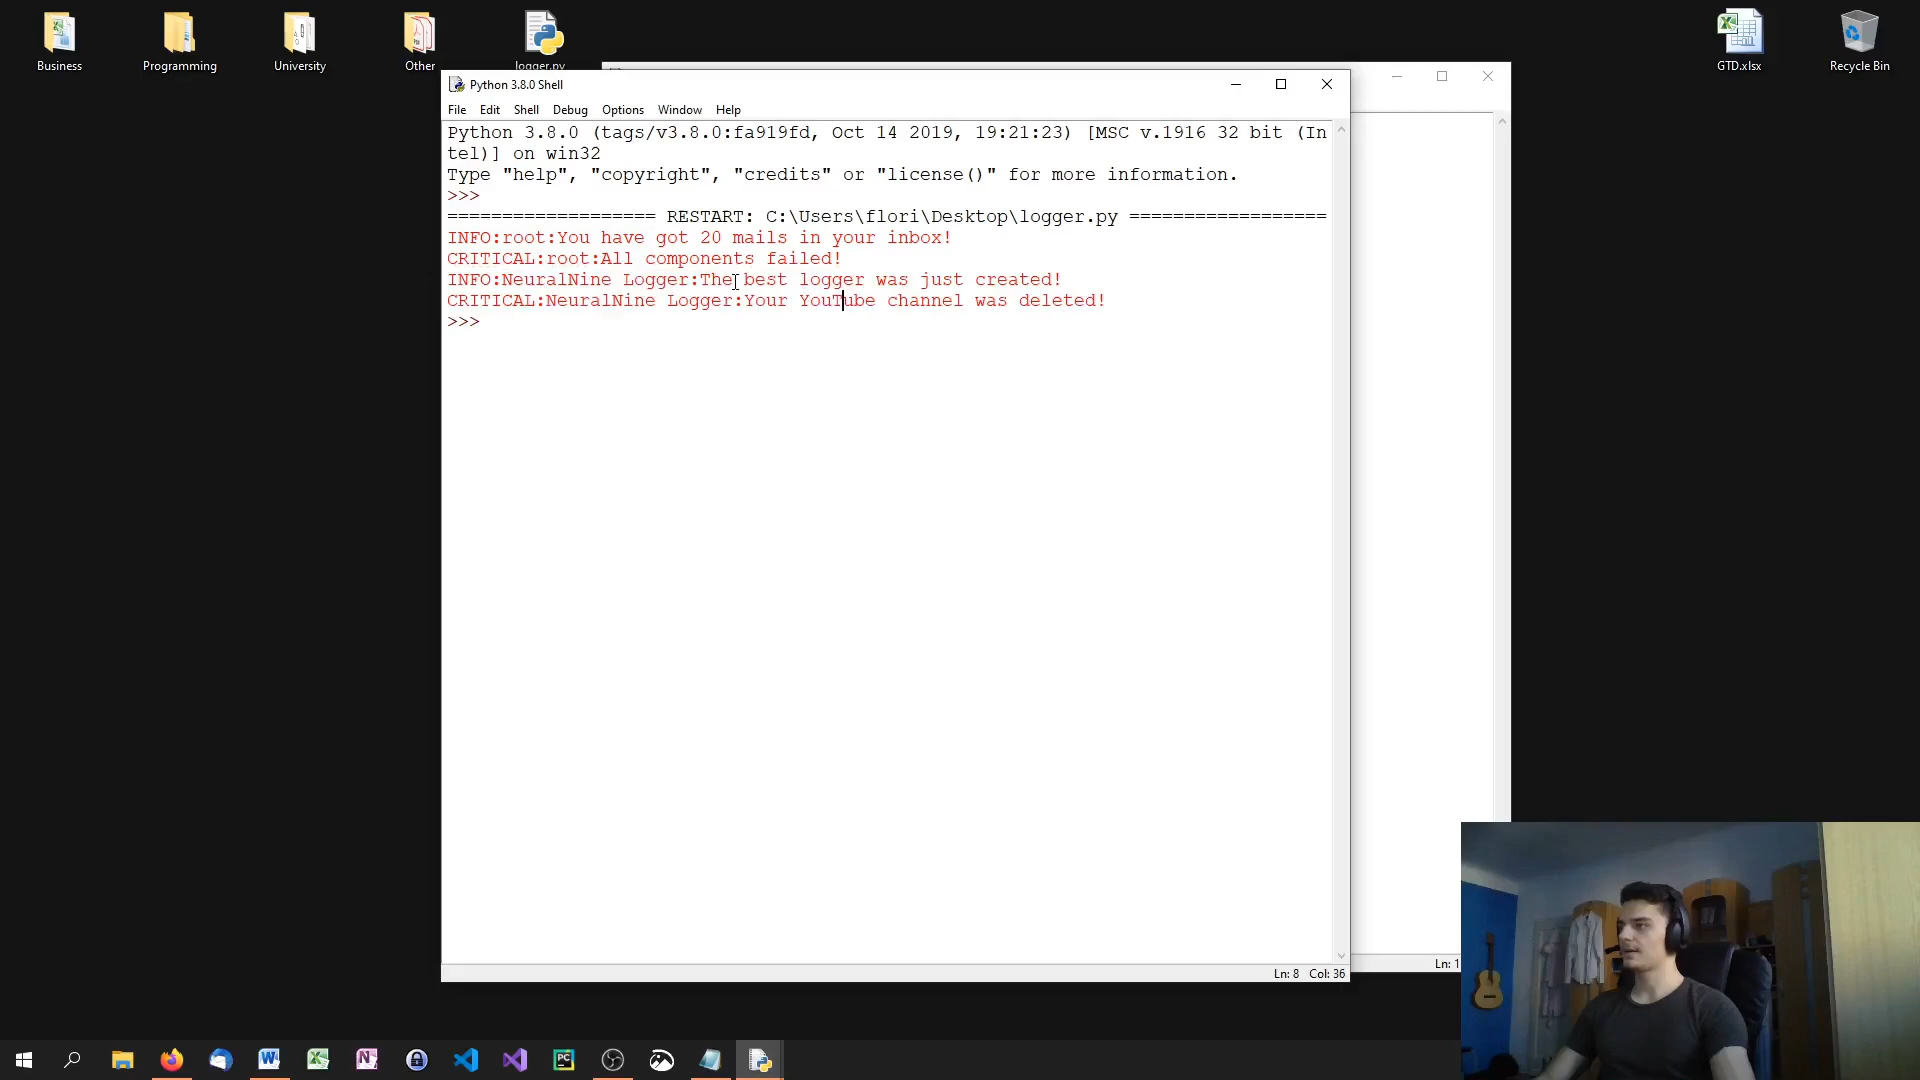 Business
Programming
University
Other
logger.py
GTD.xlsx
Recycle Bin
Python 3.8.0 Shell
File Edit Shell Debug Options Window Help
Python 3.8.0 (tags/v3.8.0:fa919fd, Oct 14 2019, 19:21:23) [MSC v.1916 32 bit (In
tel)] on win32
Type "help", "copyright", "credits" or "license()" for more information.
>>>
=================== RESTART: C:\Users\flori\Desktop\logger.py ==================
INFO:root:You have got 20 mails in your inbox!
CRITICAL:root:All components failed!
INFO:NeuralNine Logger:The best logger was just created!
CRITICAL:NeuralNine Logger:Your YouTube channel was deleted!
>>>
Ln: 8 Col: 36
Ln: 1